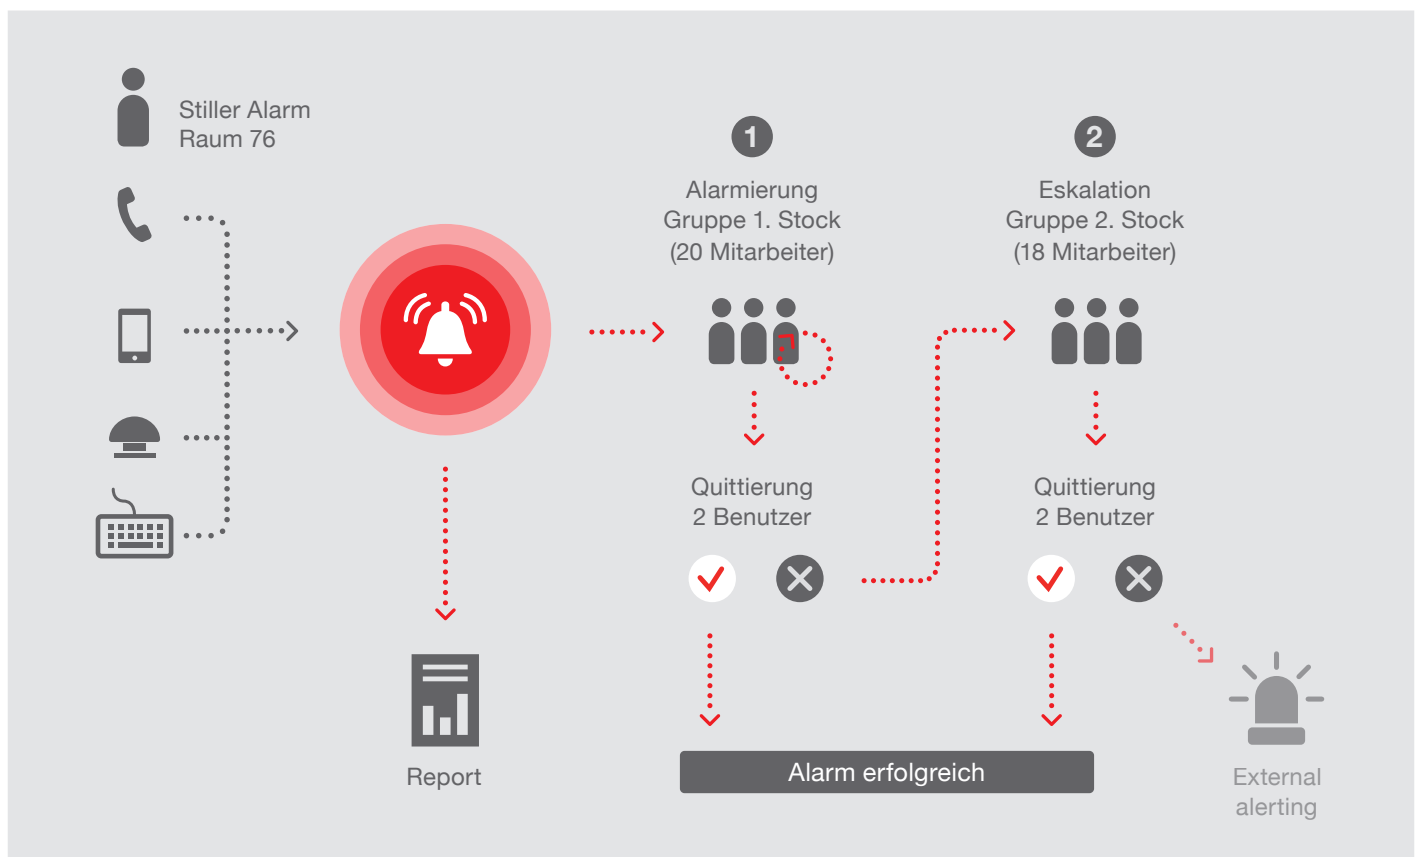 Stiller Alarm
Raum 76
1
Alarmierung
Gruppe 1. Stock
(20 Mitarbeiter)
2
Eskalation
Gruppe 2. Stock
(18 Mitarbeiter)
Quittierung
2 Benutzer
Quittierung
2 Benutzer
Report
Alarm erfolgreich
External
alerting